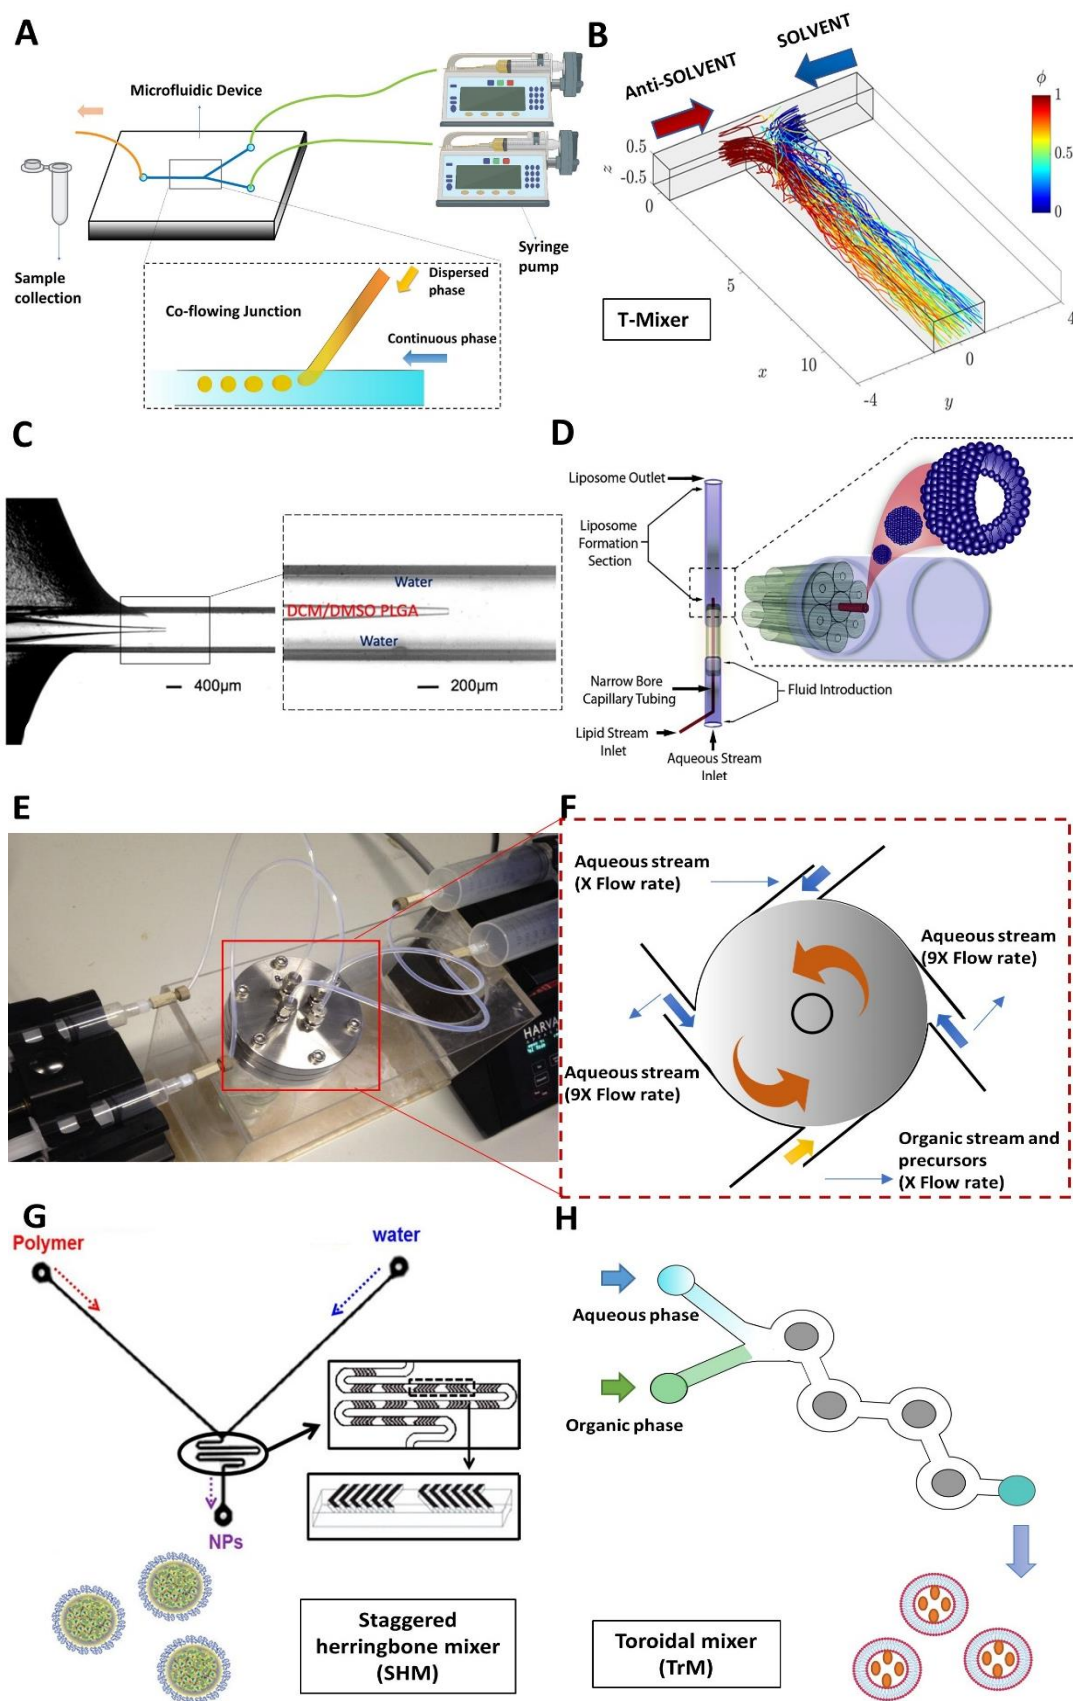 A
Microfluidic Device
Sample
collection
Syringe
pump
Co-flowing Junction
Dispersed
phase
Continuous phase
B
SOLVENT
Anti-SOLVENT
ϕ
1
0.5
0
0.5
-0.5
z
0
5
10
x
-4
0
4
y
T-Mixer
C
Water
DCM/DMSO PLGA
Water
400µm
200µm
D
Liposome Outlet
Liposome
Formation
Section
Narrow Bore
Capillary Tubing
Fluid Introduction
Lipid Stream
Inlet
Aqueous Stream
Inlet
E
HARVA
F
Aqueous stream
(X Flow rate)
Aqueous stream
(9X Flow rate)
Aqueous stream
(9X Flow rate)
Organic stream and
precursors
(X Flow rate)
G
Polymer
water
NPs
Staggered
herringbone mixer
(SHM)
H
Aqueous phase
Organic phase
Toroidal mixer
(TrM)